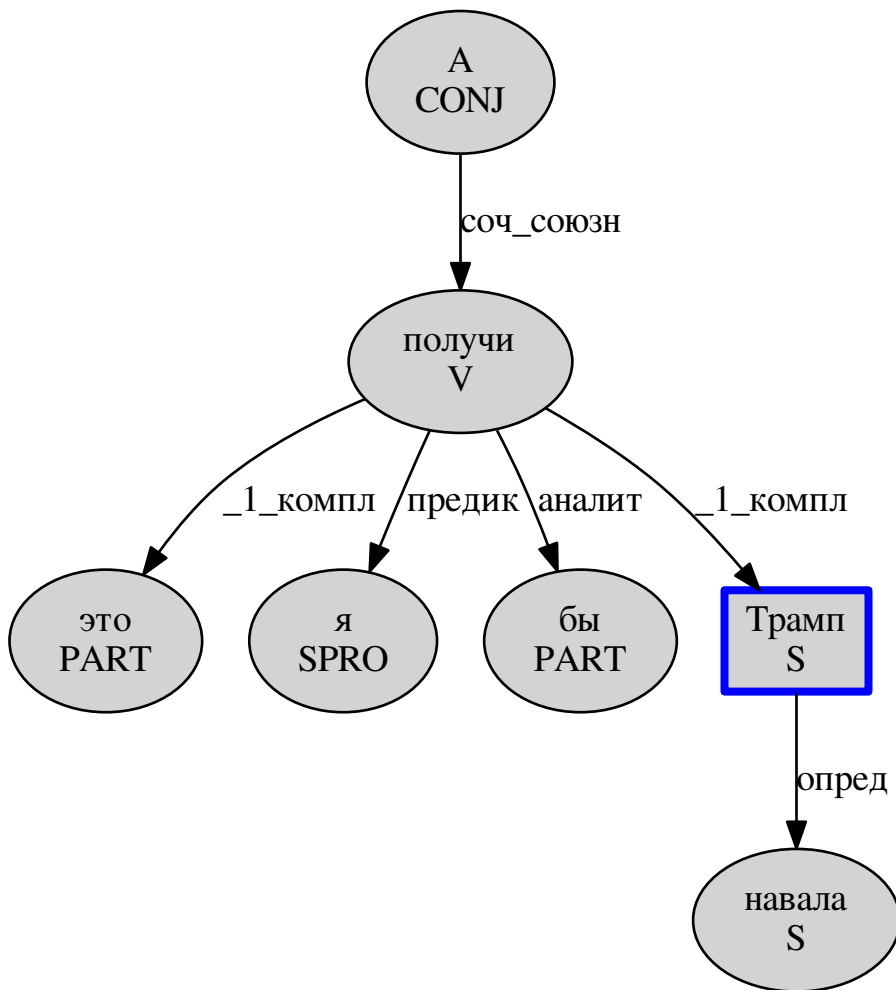 А
CONJ
соч_союзн
получи
V
_1_компл
предик
аналит
_1_компл
это
PART
я
SPRO
бы
PART
Трамп
S
опред
навала
S